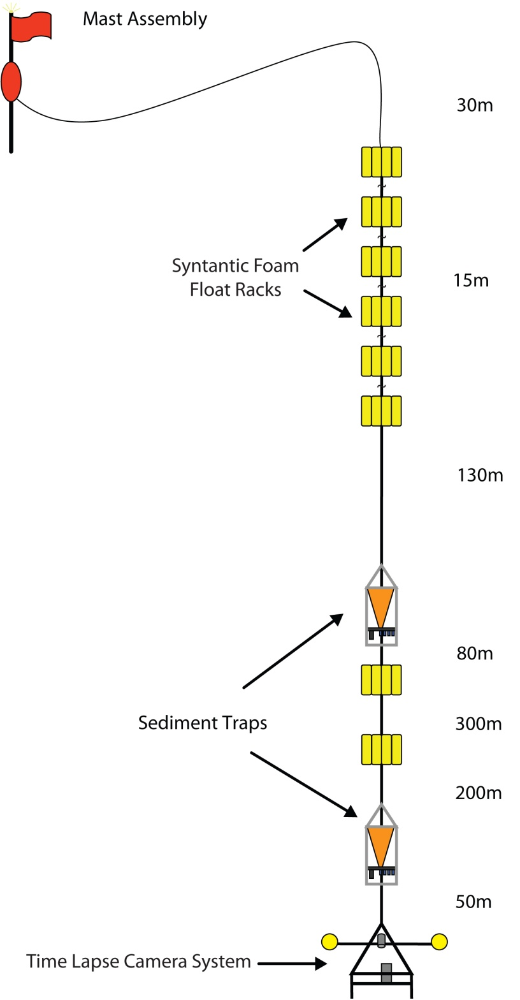 Mast Assembly
30m
Syntantic Foam
Float Racks
15m
130m
80m
Sediment Traps
300m
200m
50m
Time Lapse Camera System